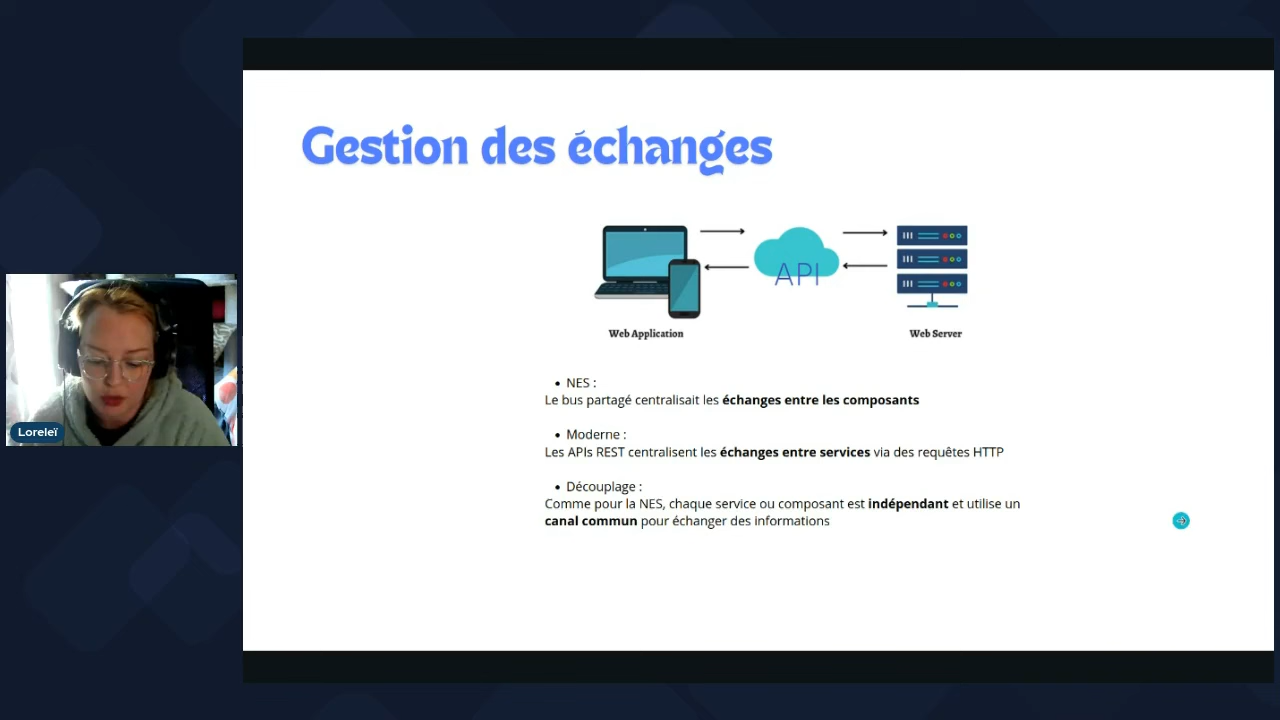 Gestion des échanges
API
Web Application
Web Server
• NES :
Le bus partagé centralisait les échanges entre les composants
• Moderne :
Les APIs REST centralisent les échanges entre services via des requêtes HTTP
• Découplage :
Comme pour la NES, chaque service ou composant est indépendant et utilise un
canal commun pour échanger des informations
Loreleï